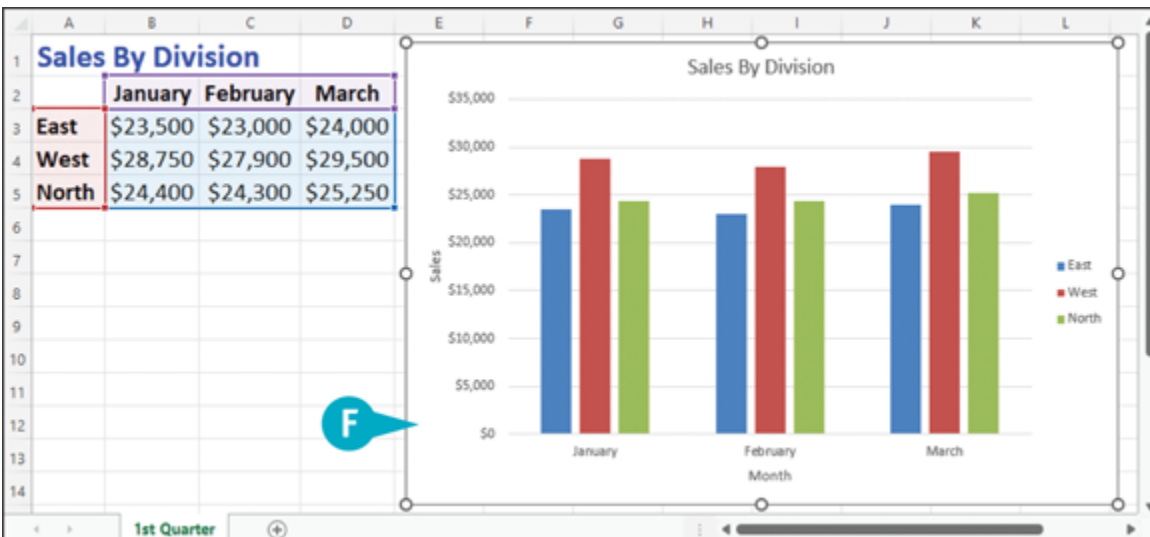 A B C D E F G H I J K L
1 Sales By Division
2 January February March
3 East $23,500 $23,000 $24,000
4 West $28,750 $27,900 $29,500
5 North $24,400 $24,300 $25,250
6
7
8
9
10
11
12
13
14
Sales By Division
$35,000
$30,000
$25,000
$20,000
$15,000
$10,000
$5,000
$0
Sales
January February March
Month
East
West
North
F
1st Quarter